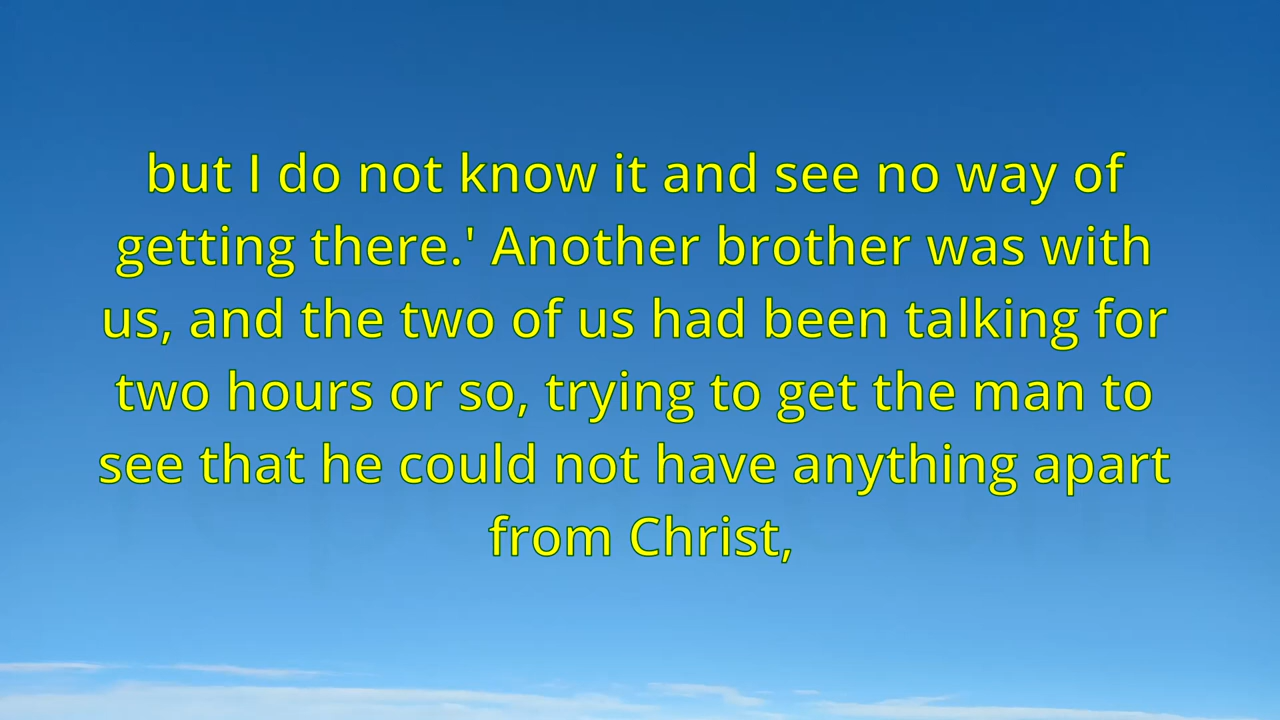 but I do not know it and see no way of
getting there.' Another brother was with
us, and the two of us had been talking for
two hours or so, trying to get the man to
see that he could not have anything apart
from Christ,